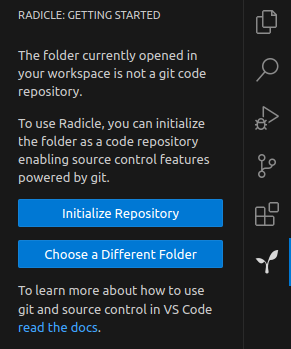 RADICLE: GETTING STARTED
The folder currently opened in
your workspace is not a git code
repository.
To use Radicle, you can initialize
the folder as a code repository
enabling source control features
powered by git.
Initialize Repository
Choose a Different Folder
To learn more about how to use
git and source control in VS Code
read the docs.